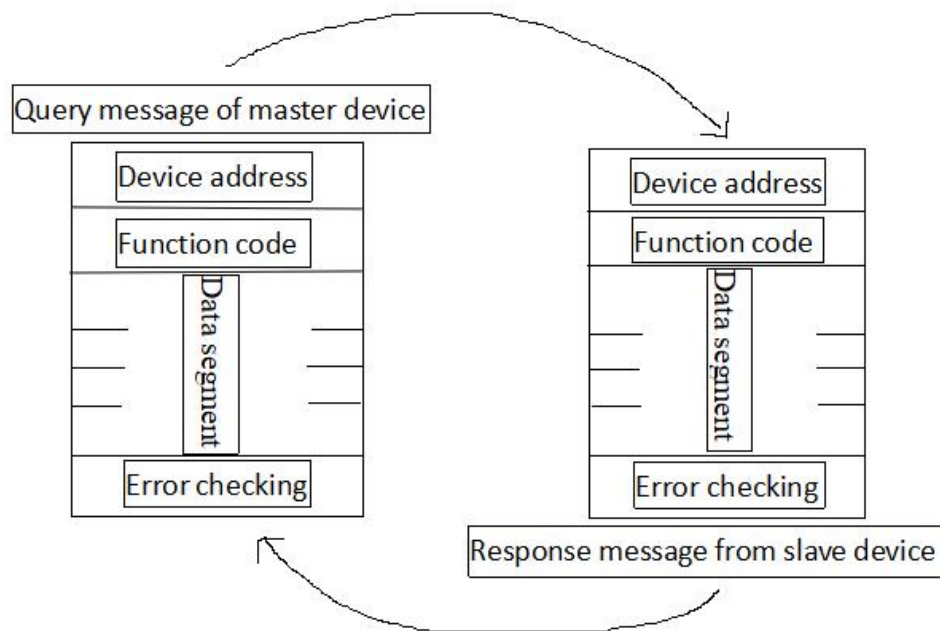 Query message of master device
Device address
Function code
Data segment
Error checking
Device address
Function code
Data segment
Error checking
Response message from slave device